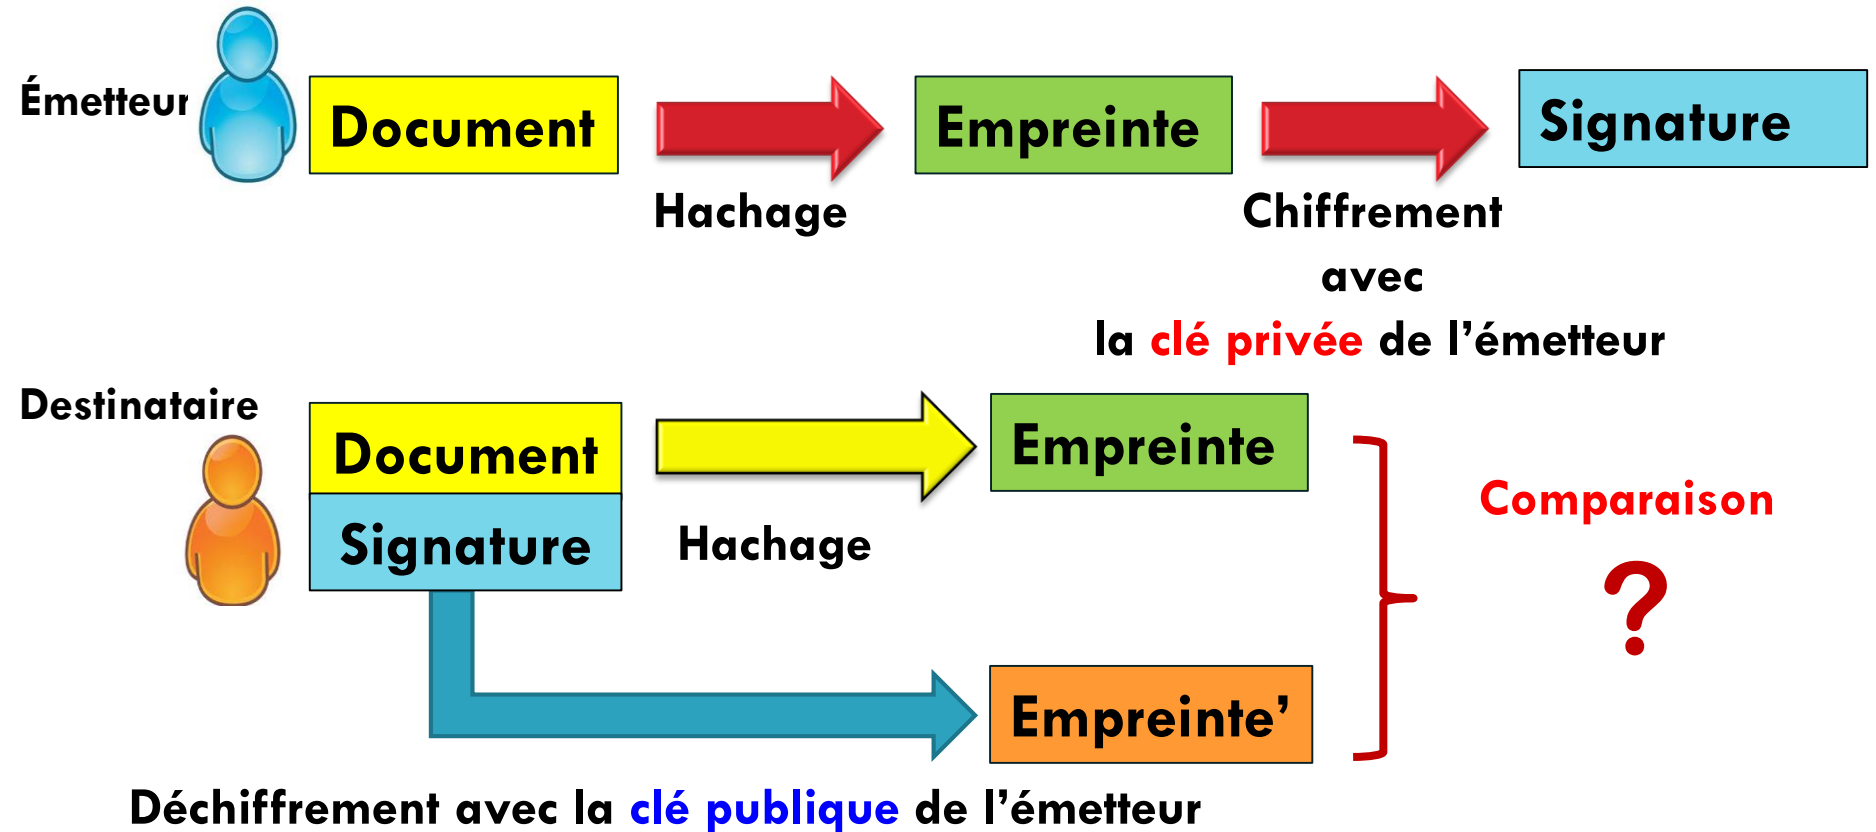 Émetteur
Document
Empreinte
Signature
Hachage
Chiffrement
avec
la clé privée de l’émetteur
Destinataire
Document
Signature
Hachage
Empreinte
Comparaison
?
Empreinte’
Déchiffrement avec la clé publique de l’émetteur